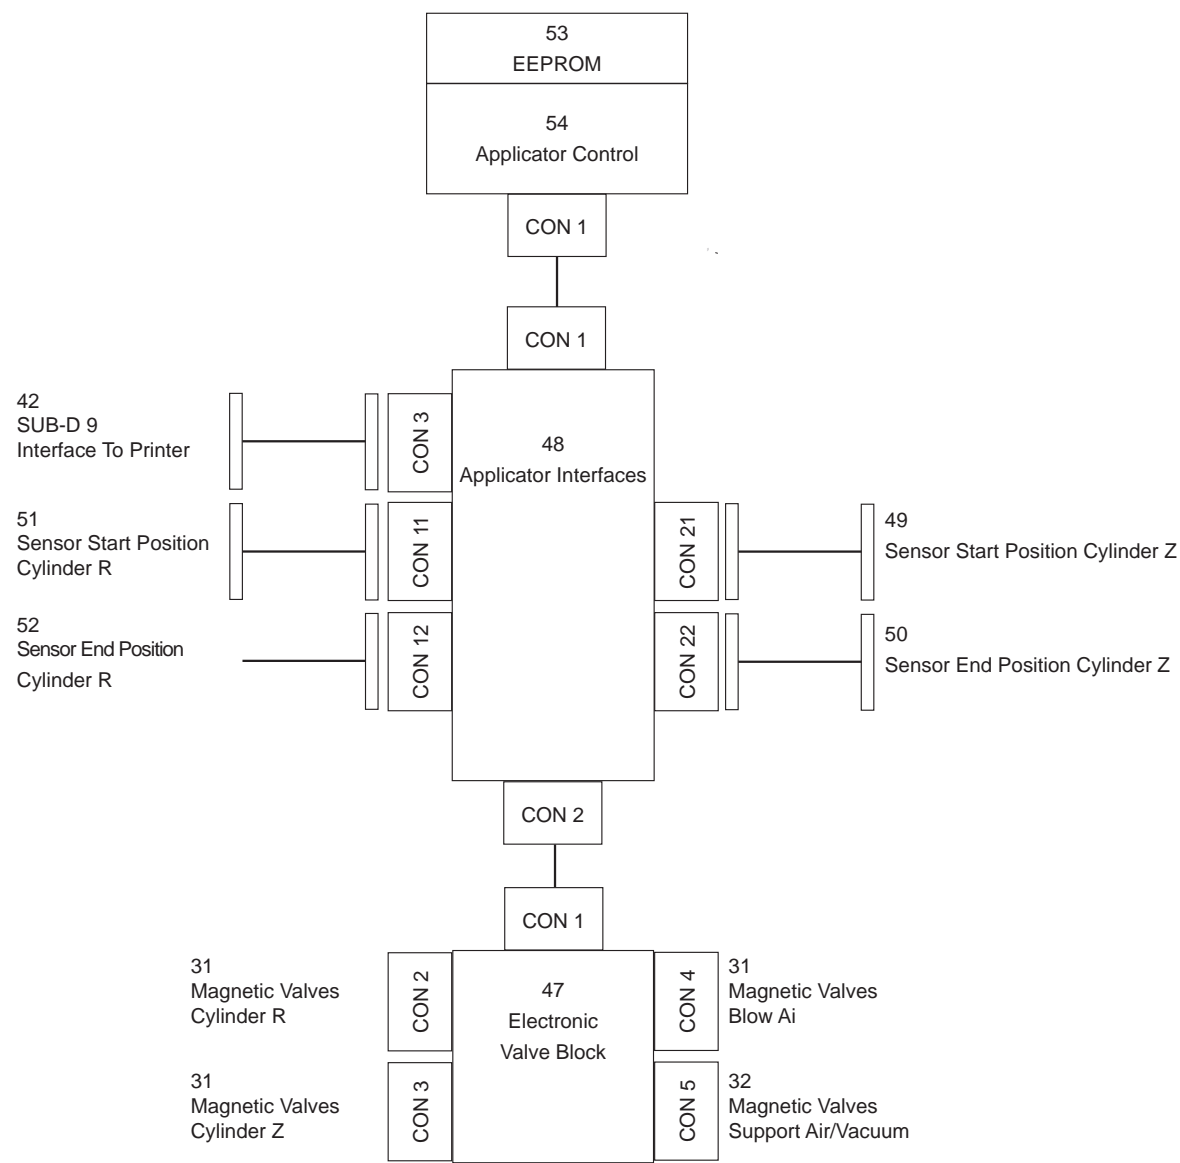 53
EEPROM
54
Applicator Control
CON 1
CON 1
42
SUB-D 9
Interface To Printer
CON 3
48
Applicator Interfaces
51
Sensor Start Position
Cylinder R
CON 11
CON 21
49
Sensor Start Position Cylinder Z
52
Sensor End Position
Cylinder R
CON 12
CON 22
50
Sensor End Position Cylinder Z
CON 2
CON 1
31
Magnetic Valves
Cylinder R
CON 2
47
Electronic
Valve Block
CON 4
31
Magnetic Valves
Blow Ai
31
Magnetic Valves
Cylinder Z
CON 3
CON 5
32
Magnetic Valves
Support Air/Vacuum